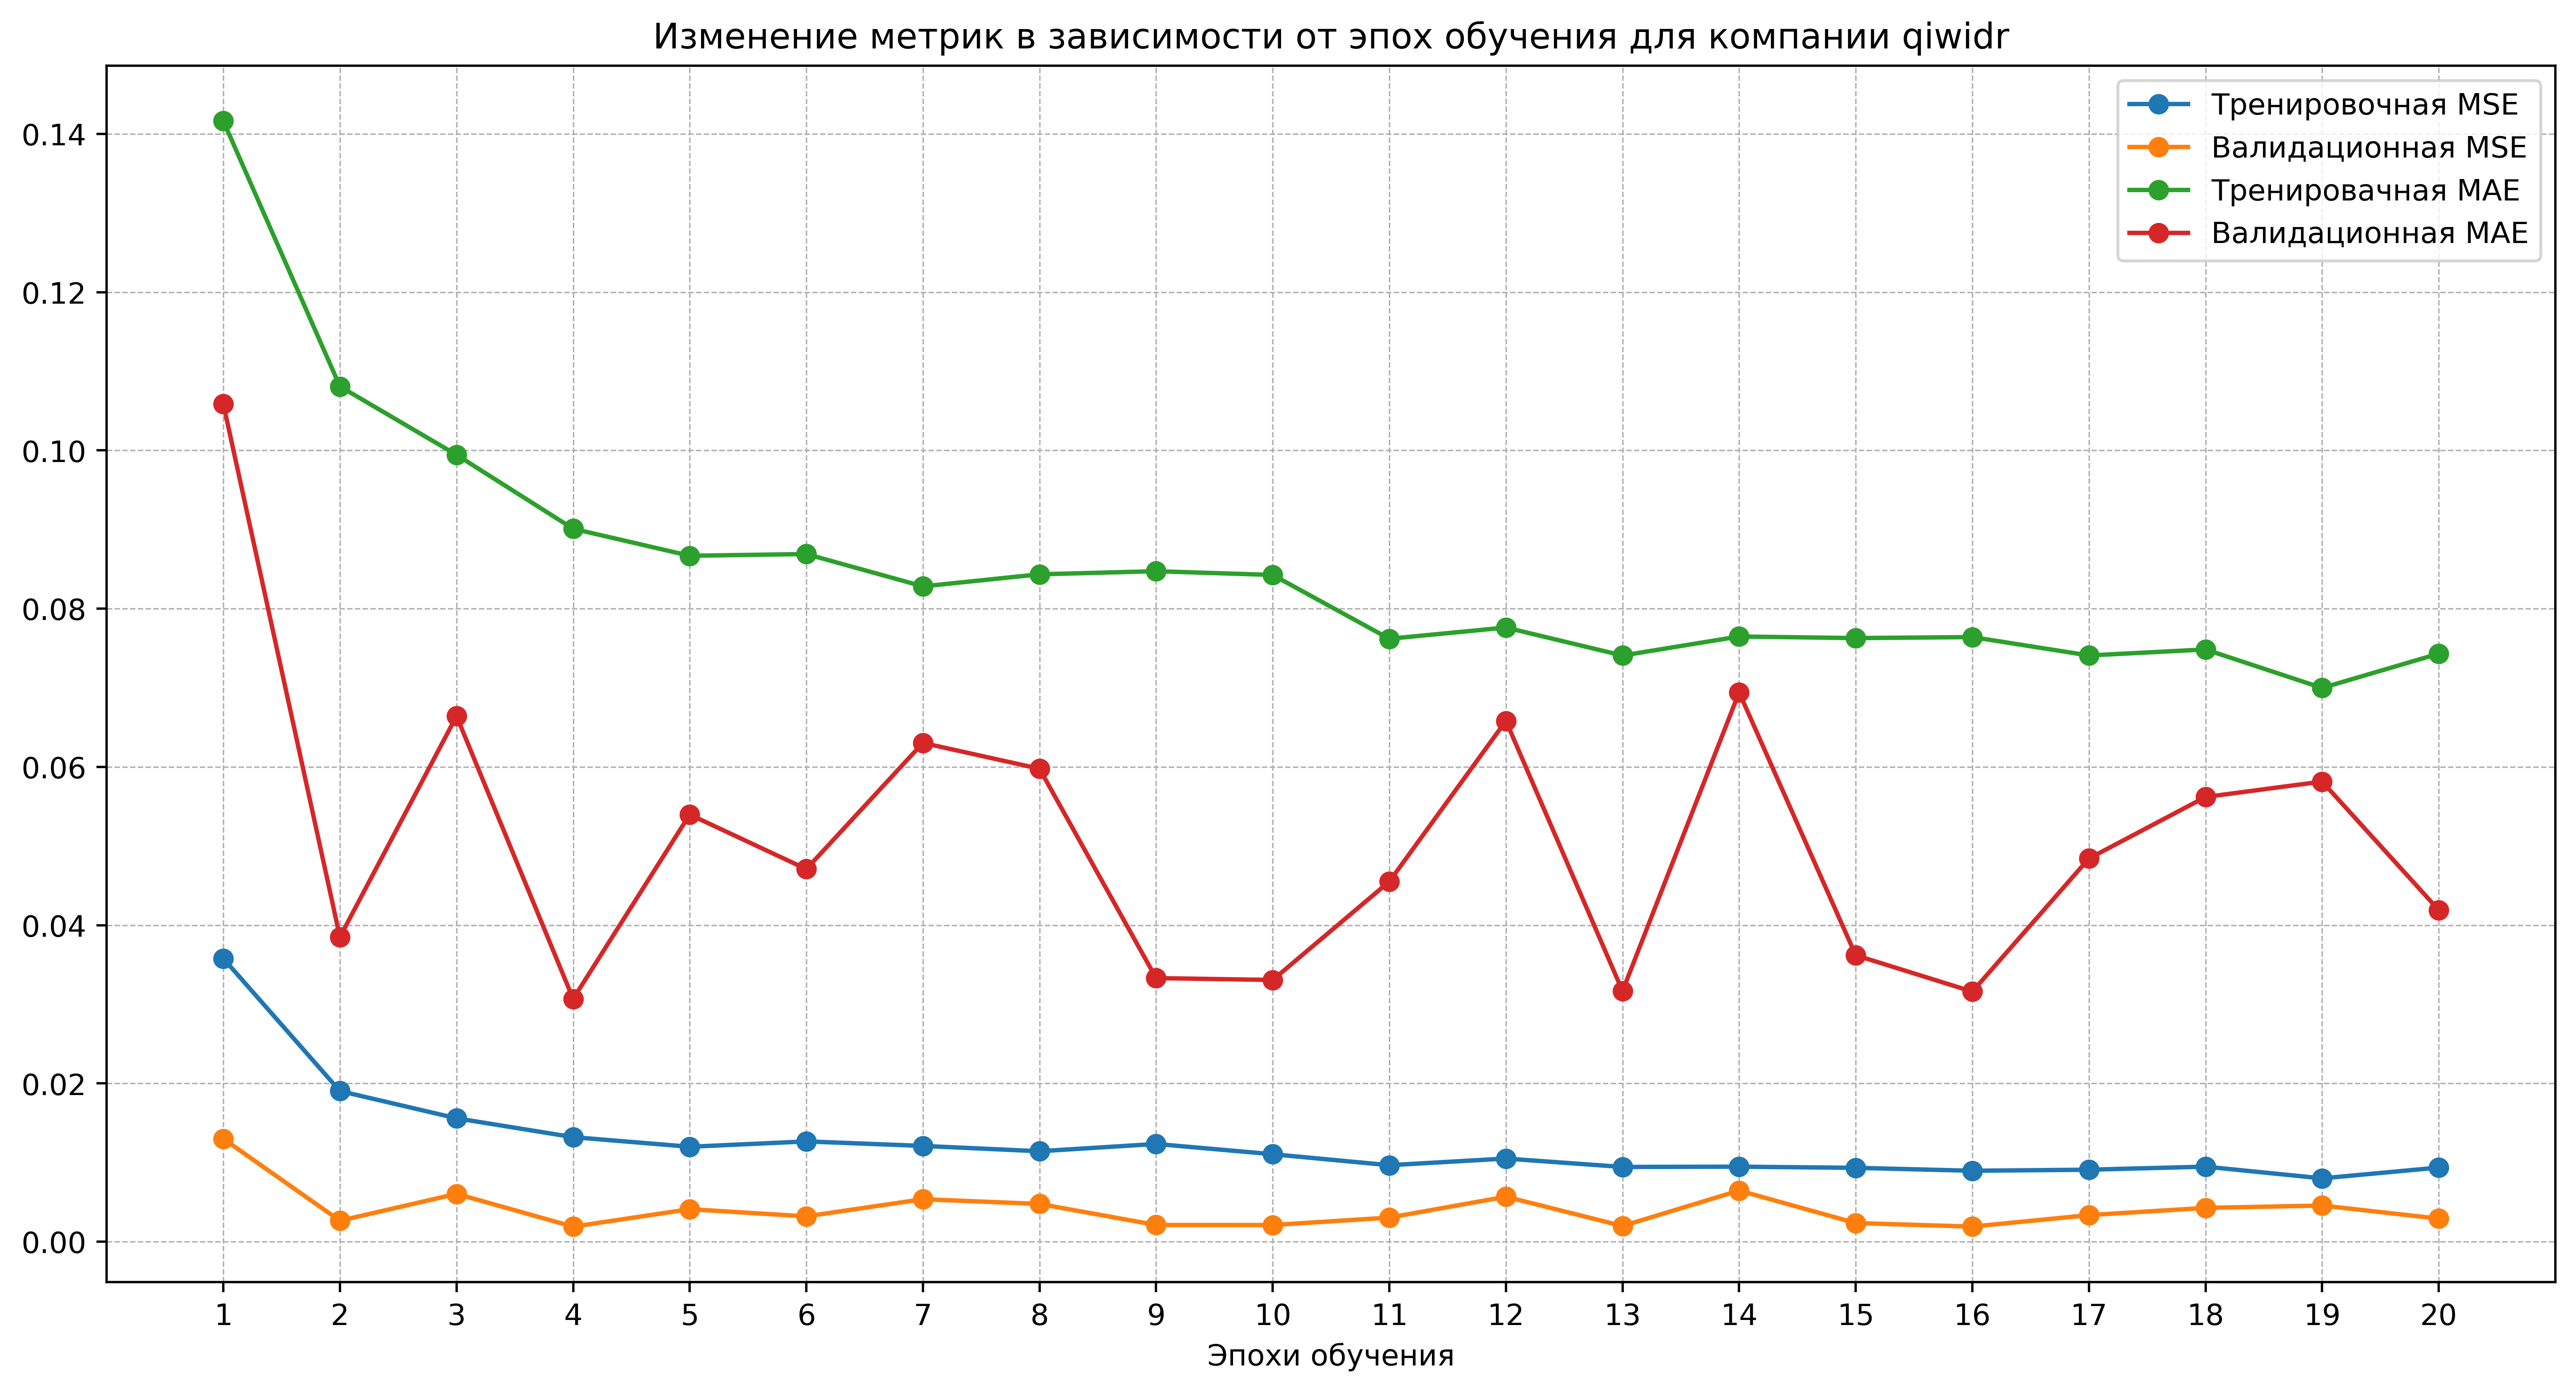 Изменение метрик в зависимости от эпох обучения для компании qiwidr
Тренировочная MSE
Валидационная MSE
Тренировачная MAE
Валидационная MAE
0.14
0.12
0.10
0.08
0.06
0.04
0.02
0.00
1 2 3 4 5 6 7 8 9 10 11 12 13 14 15 16 17 18 19 20
Эпохи обучения